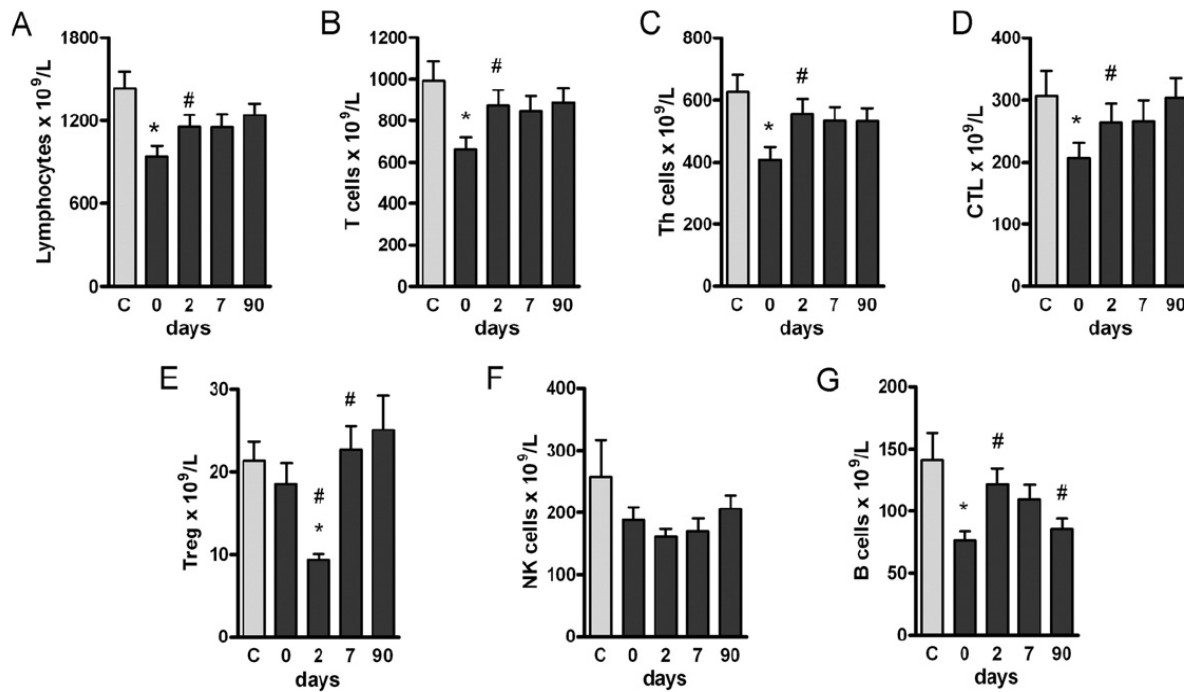 A
Lymphocytes x 10⁹/L
1800
1200
600
0
*
#
C 0 2 7 90
days
B
T cells x 10⁹/L
1200
1000
800
600
400
200
0
*
#
C 0 2 7 90
days
C
Th cells x 10⁹/L
800
600
400
200
0
*
#
C 0 2 7 90
days
D
CTL x 10⁹/L
400
300
200
100
0
*
#
C 0 2 7 90
days
E
Treg x 10⁹/L
30
20
10
0
#
*
#
C 0 2 7 90
days
F
NK cells x 10⁹/L
400
300
200
100
0
C 0 2 7 90
days
G
B cells x 10⁹/L
200
150
100
50
0
*
#
#
C 0 2 7 90
days